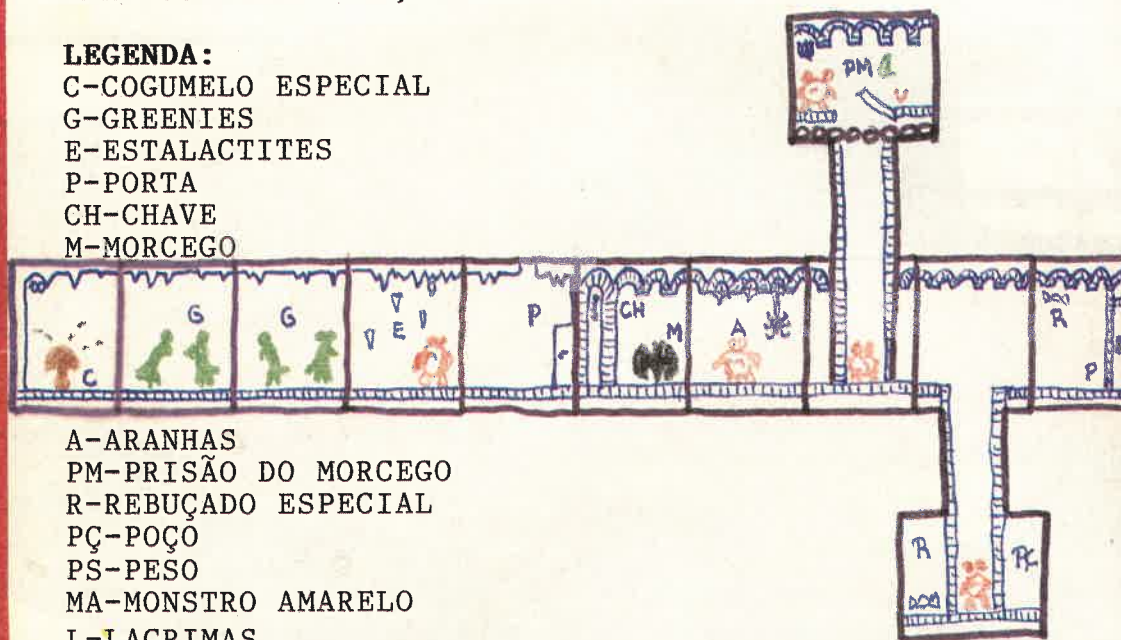 LEGENDA:
C-COGUMELO ESPECIAL
G-GREENIES
E-ESTALACTITES
P-PORTA
CH-CHAVE
M-MORCEGO
PM
C
G
G
E
P
CH
M
A
R
P
A-ARANHAS
PM-PRISÃO DO MORCEGO
R-REBUÇADO ESPECIAL
PÇ-POÇO
PS-PESO
MA-MONSTRO AMARELO
L-LAGRIMAS
R
PÇ